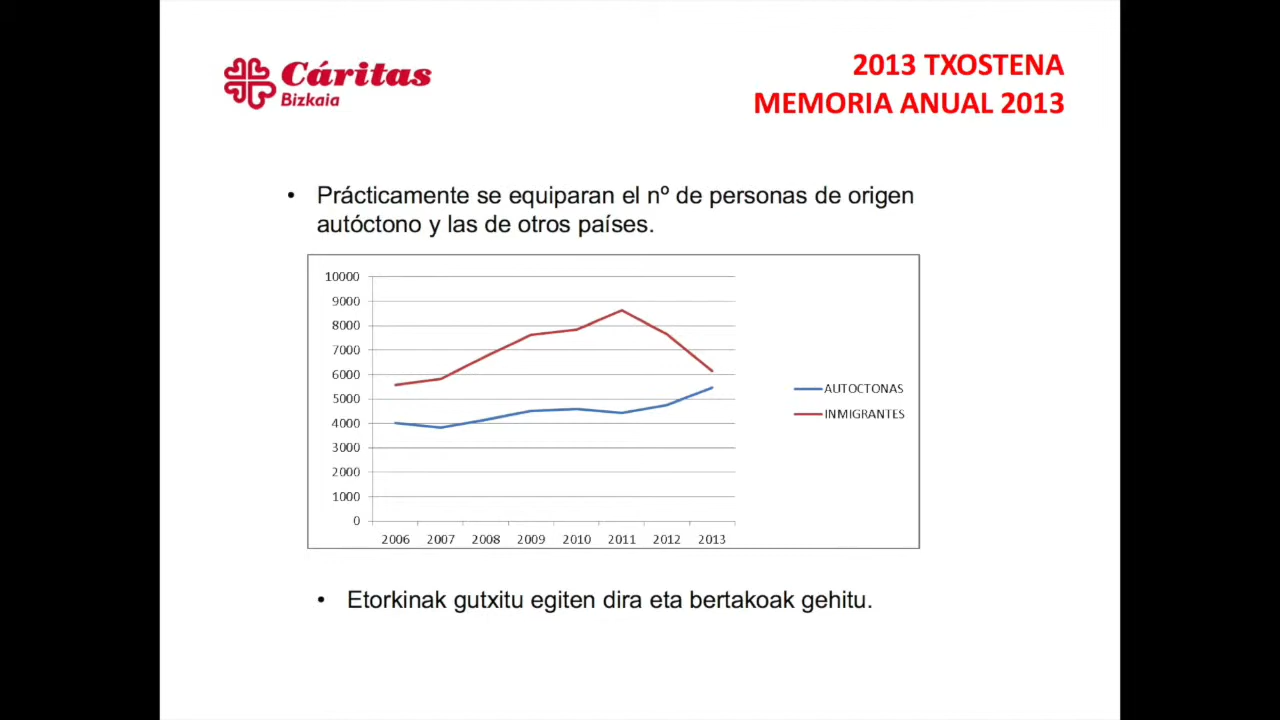 Cáritas
Bizkaia
2013 TXOSTENA
MEMORIA ANUAL 2013
• Prácticamente se equiparan el nº de personas de origen
autóctono y las de otros países.
10000
9000
8000
7000
6000
5000
4000
3000
2000
1000
0
2006 2007 2008 2009 2010 2011 2012 2013
AUTOCTONAS
INMIGRANTES
• Etorkinak gutxitu egiten dira eta bertakoak gehitu.